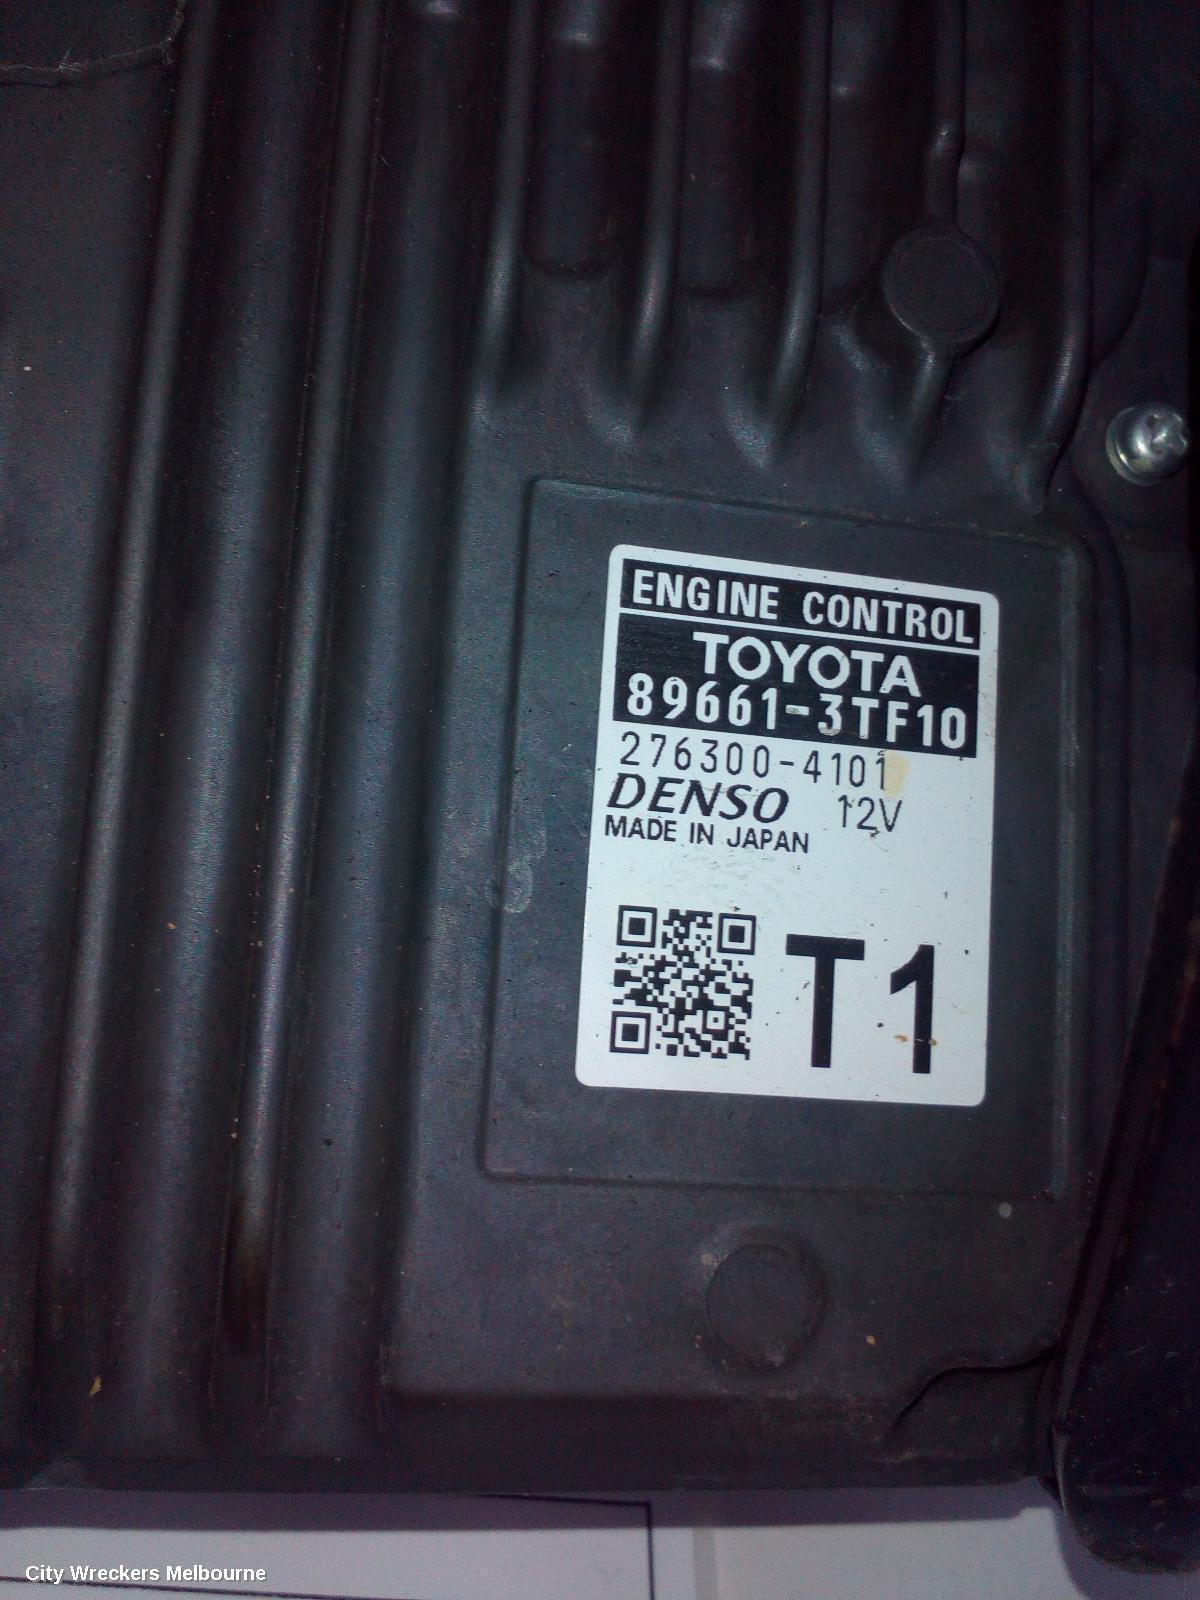 ENGINE CONTROL
TOYOTA
89661-3TF10
276300-4101
DENSO 12V
MADE IN JAPAN
T1
City Wreckers Melbourne